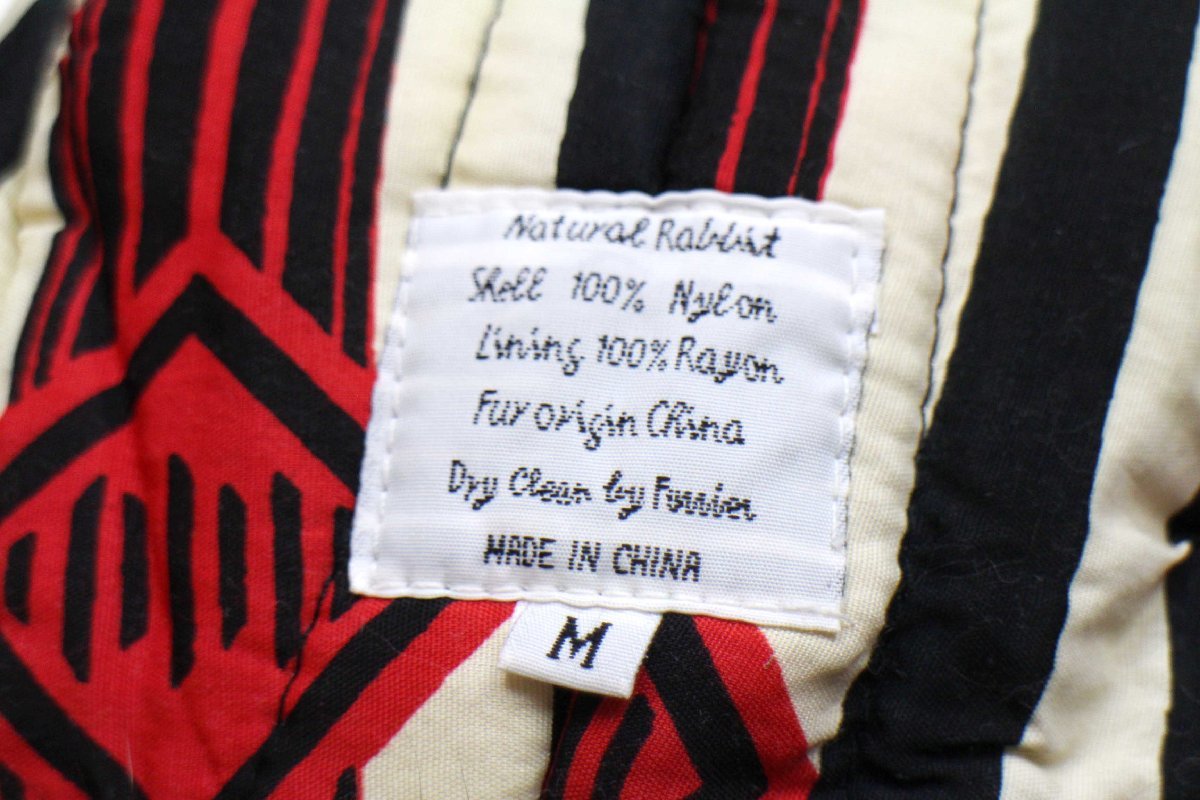 Natural Rabbit
Shell 100% Nylon
Lining 100% Rayon
Fur origin China
Dry Clean by Furrier
MADE IN CHINA
M